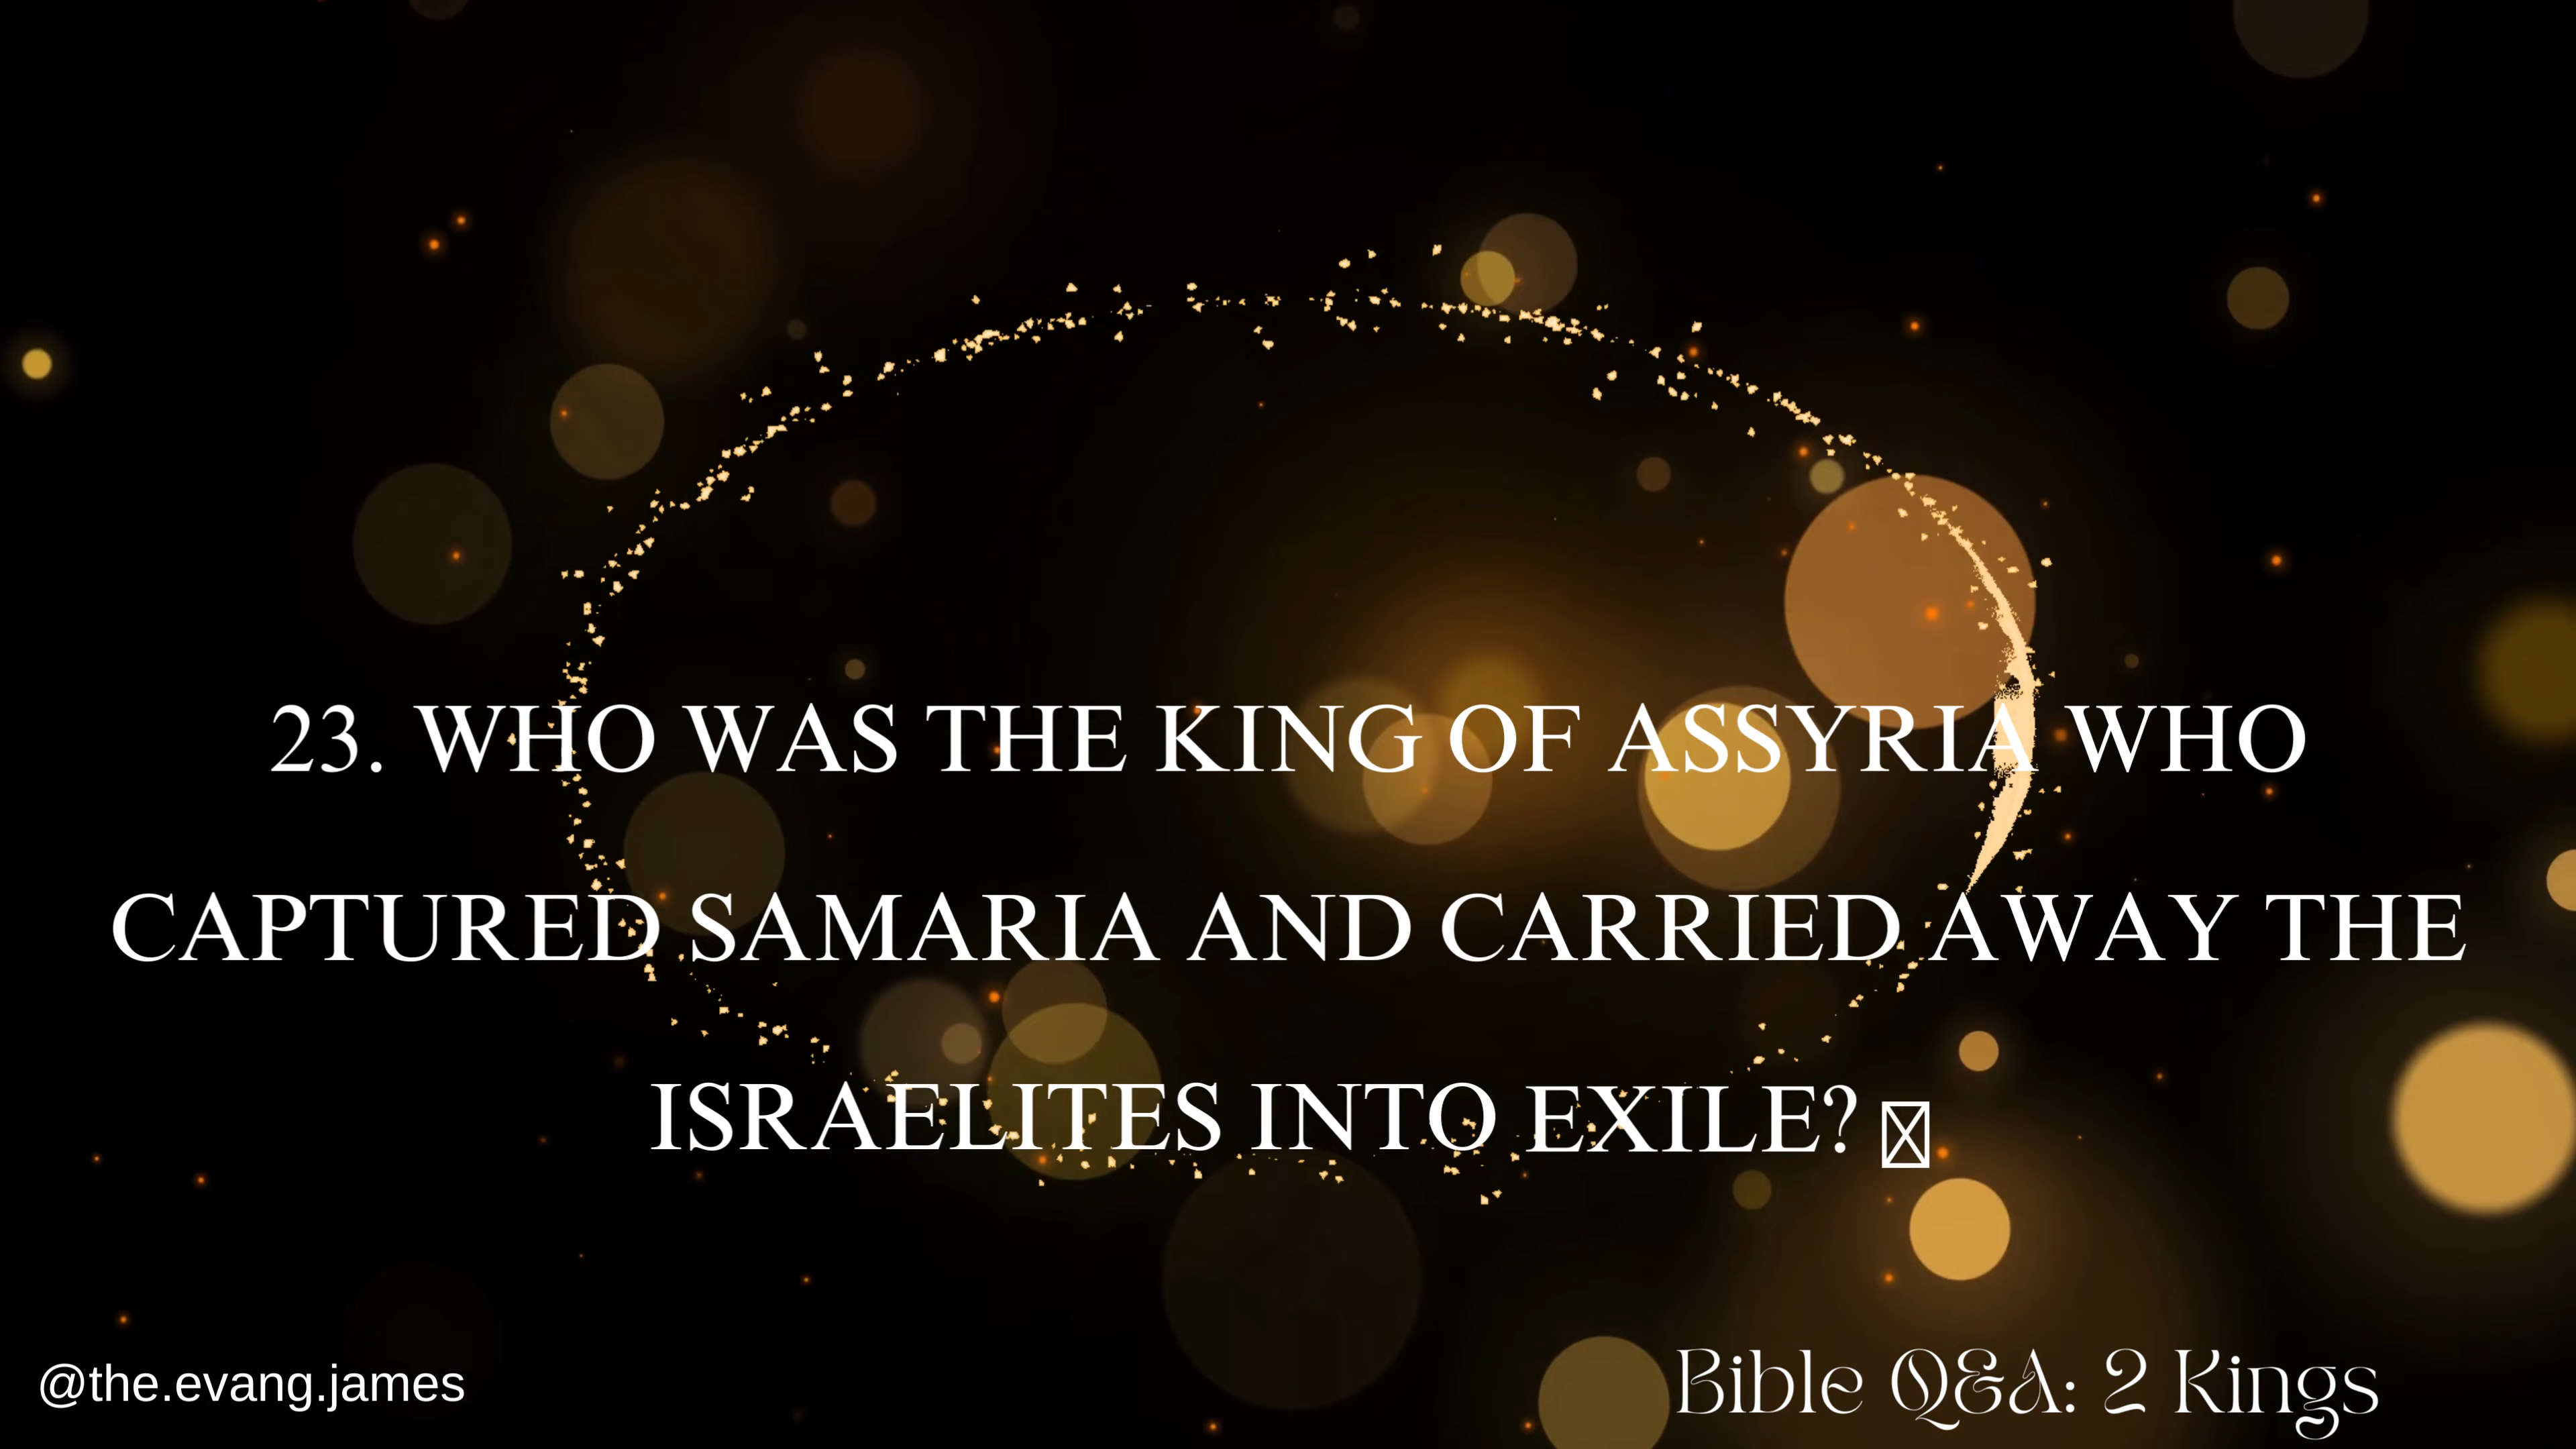 23. WHO WAS THE KING OF ASSYRIA WHO
CAPTURED SAMARIA AND CARRIED AWAY THE
ISRAELITES INTO EXILE?
@the.evang.james
Bible Q&A: 2 Kings